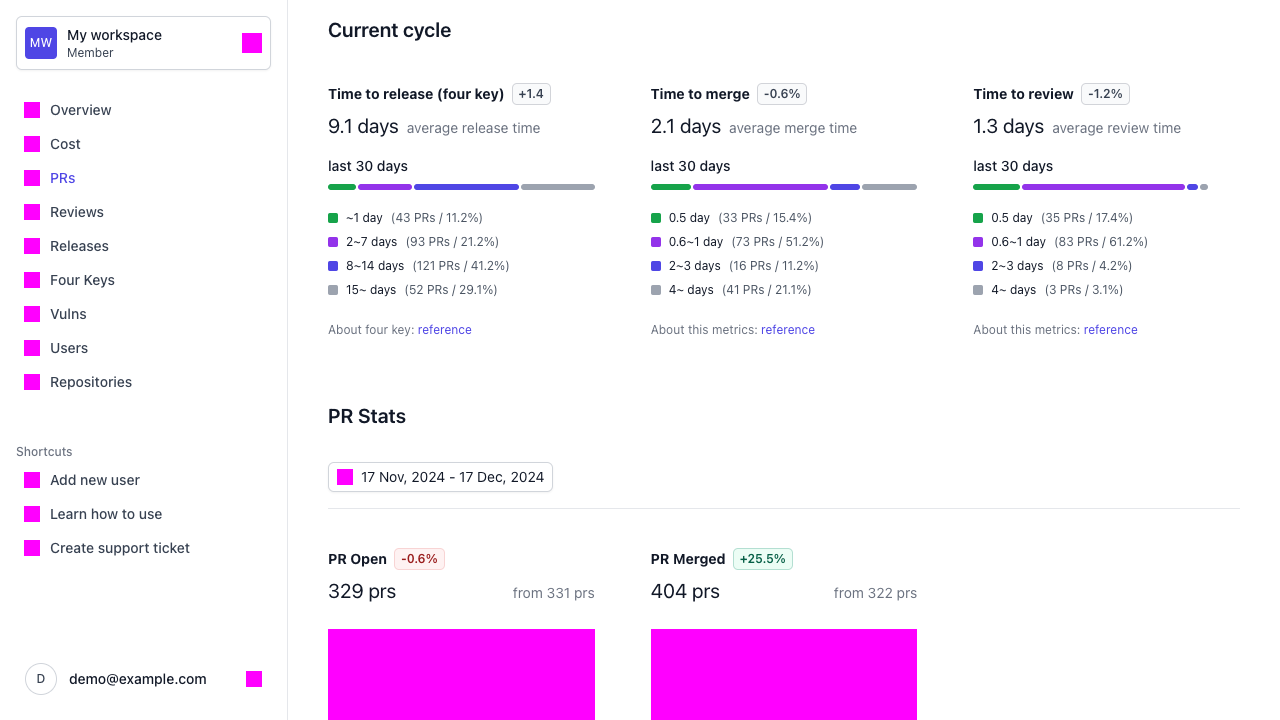 MW
My workspace
Member
Overview
Cost
PRs
Reviews
Releases
Four Keys
Vulns
Users
Repositories
Shortcuts
Add new user
Learn how to use
Create support ticket
D
demo@example.com
Current cycle
Time to release (four key) +1.4
9.1 days average release time
last 30 days
~1 day (43 PRs / 11.2%)
2~7 days (93 PRs / 21.2%)
8~14 days (121 PRs / 41.2%)
15~ days (52 PRs / 29.1%)
About four key: reference
Time to merge -0.6%
2.1 days average merge time
last 30 days
0.5 day (33 PRs / 15.4%)
0.6~1 day (73 PRs / 51.2%)
2~3 days (16 PRs / 11.2%)
4~ days (41 PRs / 21.1%)
About this metrics: reference
Time to review -1.2%
1.3 days average review time
last 30 days
0.5 day (35 PRs / 17.4%)
0.6~1 day (83 PRs / 61.2%)
2~3 days (8 PRs / 4.2%)
4~ days (3 PRs / 3.1%)
About this metrics: reference
PR Stats
17 Nov, 2024 - 17 Dec, 2024
PR Open -0.6%
329 prs from 331 prs
PR Merged +25.5%
404 prs from 322 prs